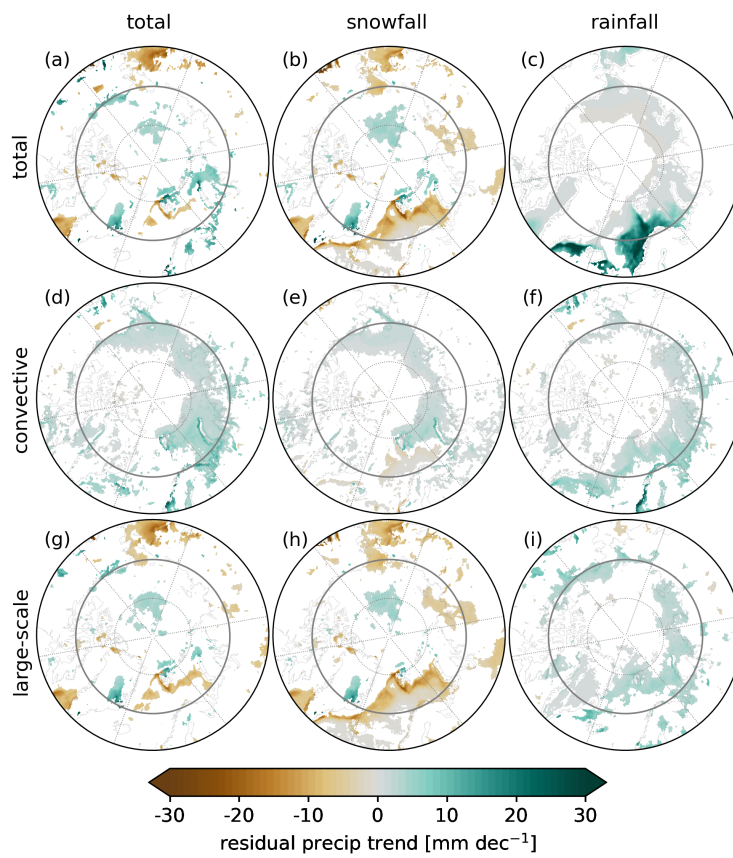 total snowfall rainfall
(a) (b) (c)
total
(d) (e) (f)
convective
(g) (h) (i)
large-scale
-30 -20 -10 0 10 20 30
residual precip trend [mm dec⁻¹]